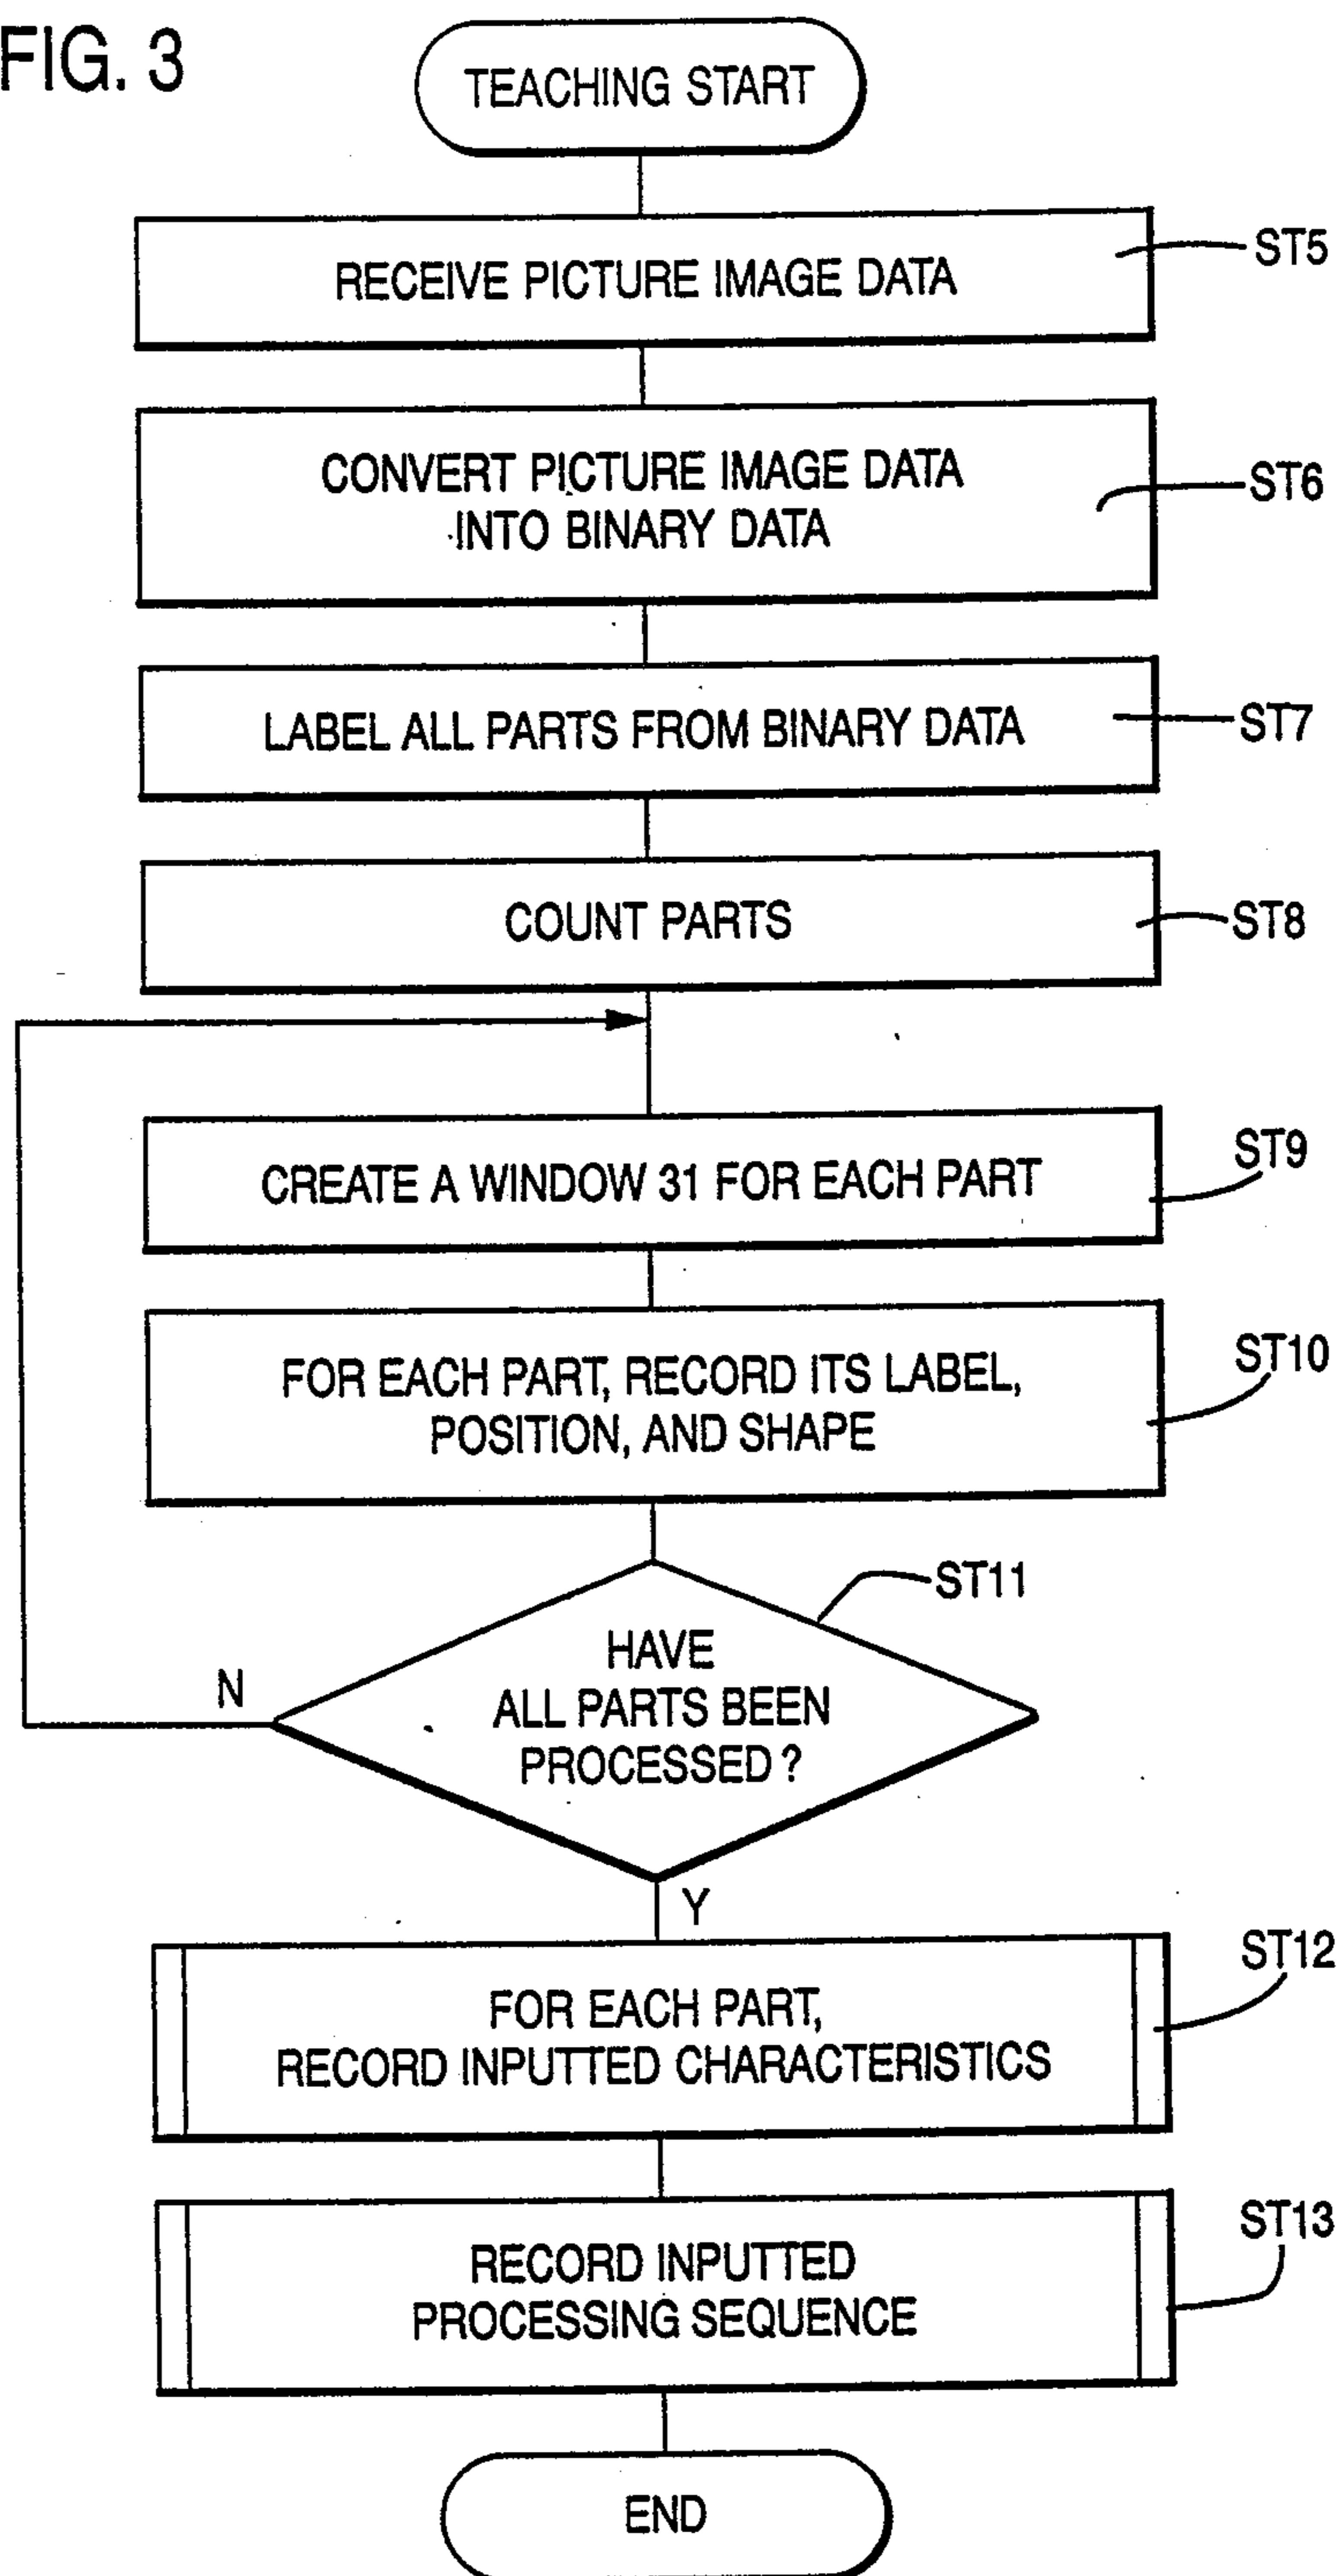 FIG. 3
TEACHING START
RECEIVE PICTURE IMAGE DATA
ST5
CONVERT PICTURE IMAGE DATA
INTO BINARY DATA
ST6
LABEL ALL PARTS FROM BINARY DATA
ST7
COUNT PARTS
ST8
CREATE A WINDOW 31 FOR EACH PART
ST9
FOR EACH PART, RECORD ITS LABEL,
POSITION, AND SHAPE
ST10
ST11
HAVE
ALL PARTS BEEN
PROCESSED?
N
Y
FOR EACH PART,
RECORD INPUTTED CHARACTERISTICS
ST12
RECORD INPUTTED
PROCESSING SEQUENCE
ST13
END